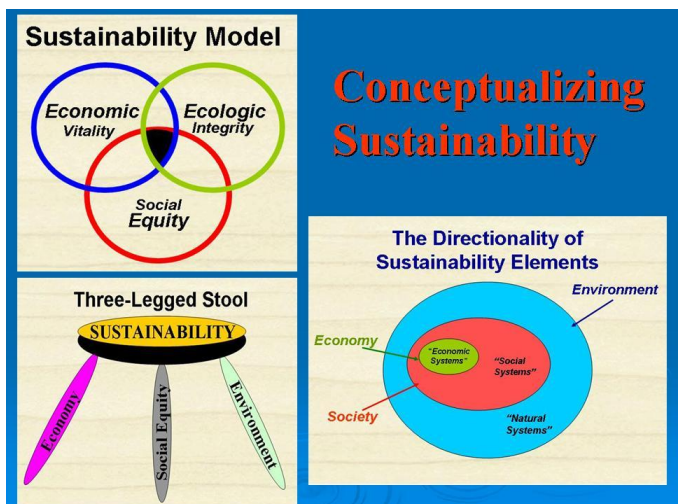 Sustainability Model
Economic
Vitality
Ecologic
Integrity
Social
Equity
Conceptualizing
Sustainability
Three-Legged Stool
SUSTAINABILITY
Economy
Social Equity
Environment
The Directionality of
Sustainability Elements
Environment
Economy
"Economic
Systems"
"Social
Systems"
Society
"Natural
Systems"